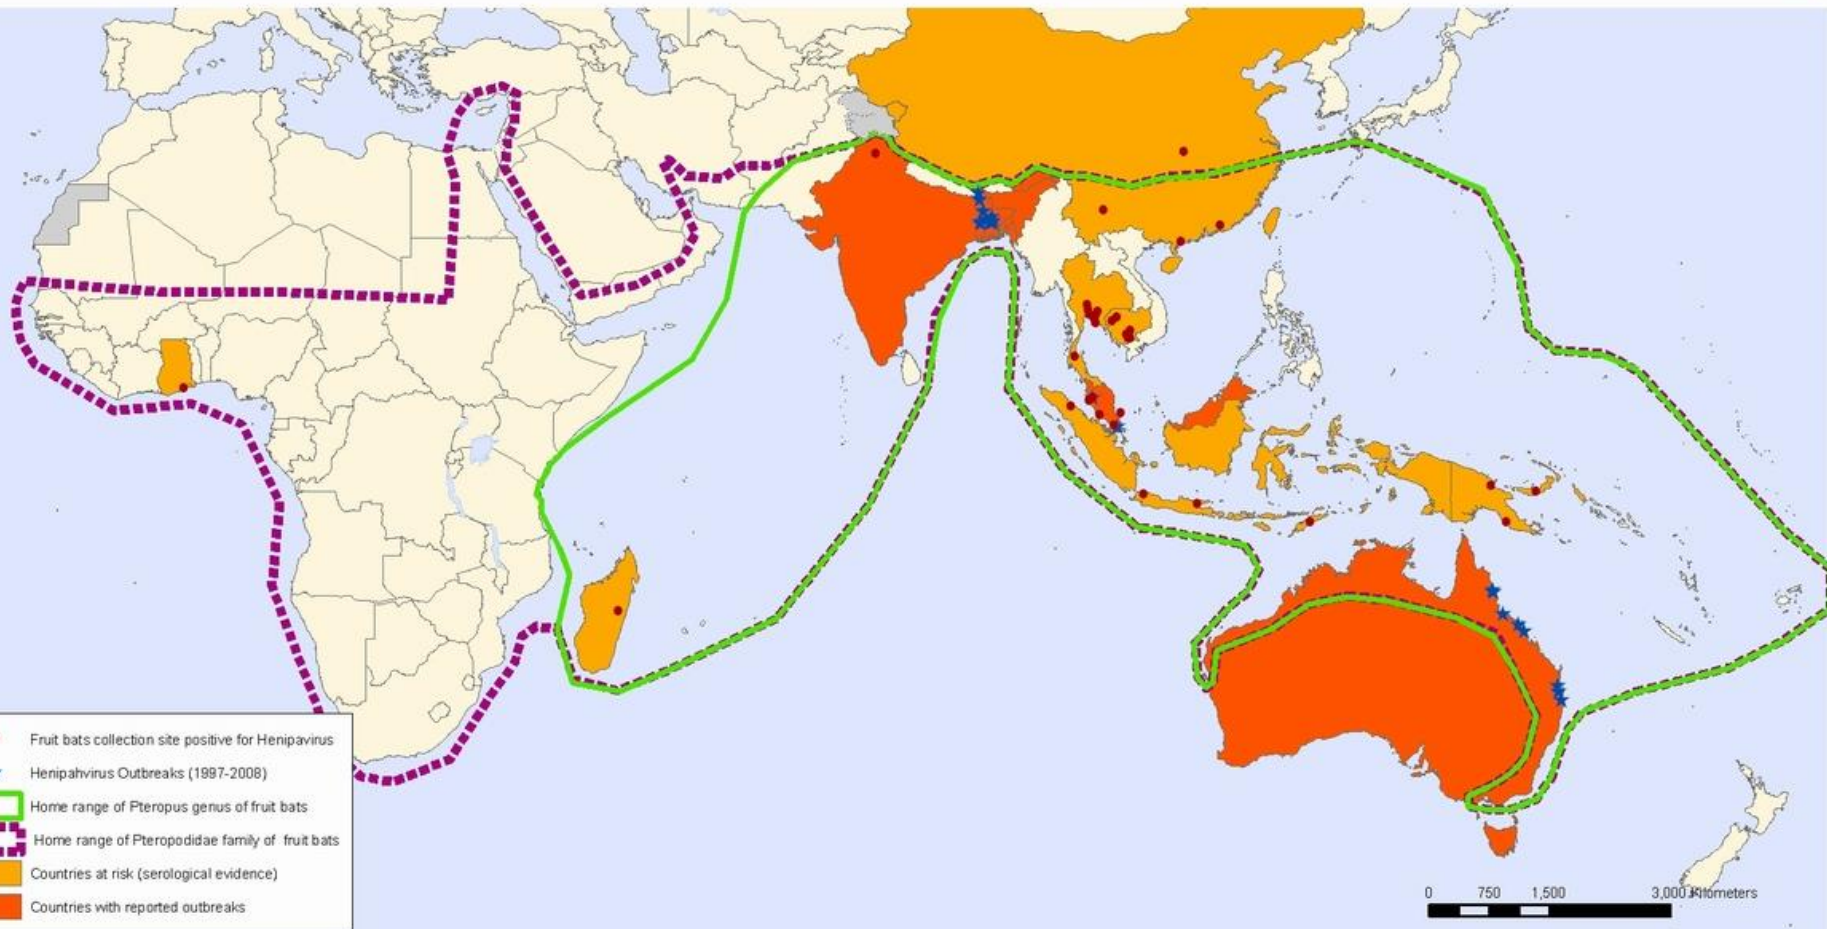 Fruit bats collection site positive for Henipavirus
Henipahvirus Outbreaks (1997-2008)
Home range of Pteropus genus of fruit bats
Home range of Pteropodidae family of fruit bats
Countries at risk (serological evidence)
Countries with reported outbreaks
0 750 1,500 3,000 Kilometers